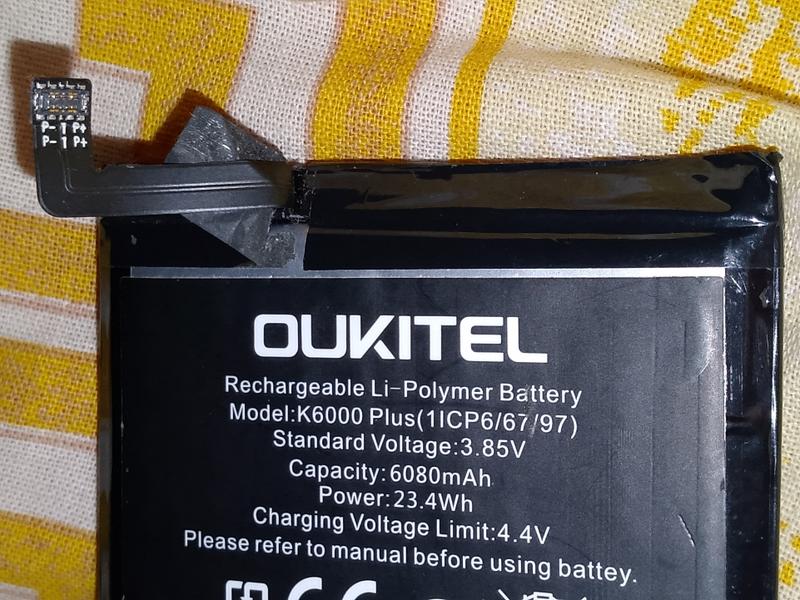 P- T P+
P- 1 P+
OUKITEL
Rechargeable Li-Polymer Battery
Model:K6000 Plus(1ICP6/67/97)
Standard Voltage:3.85V
Capacity:6080mAh
Power:23.4Wh
Charging Voltage Limit:4.4V
Please refer to manual before using battey.